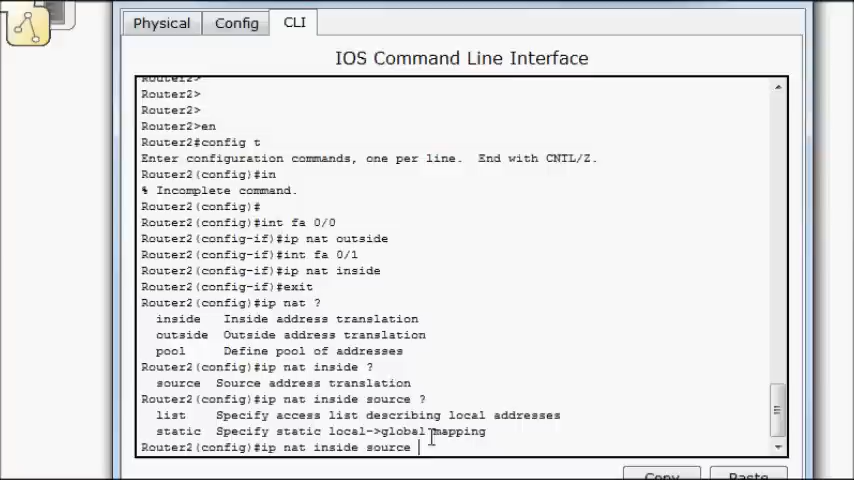 Physical Config CLI
IOS Command Line Interface
Router2>
Router2>
Router2>
Router2>en
Router2#config t
Enter configuration commands, one per line.  End with CNTL/Z.
Router2(config)#in
% Incomplete command.
Router2(config)#
Router2(config)#int fa 0/0
Router2(config-if)#ip nat outside
Router2(config-if)#int fa 0/1
Router2(config-if)#ip nat inside
Router2(config-if)#exit
Router2(config)#ip nat ?
inside   Inside address translation
outside  Outside address translation
pool     Define pool of addresses
Router2(config)#ip nat inside ?
source  Source address translation
Router2(config)#ip nat inside source ?
list    Specify access list describing local addresses
static  Specify static local->global mapping
Router2(config)#ip nat inside source
Copy Paste